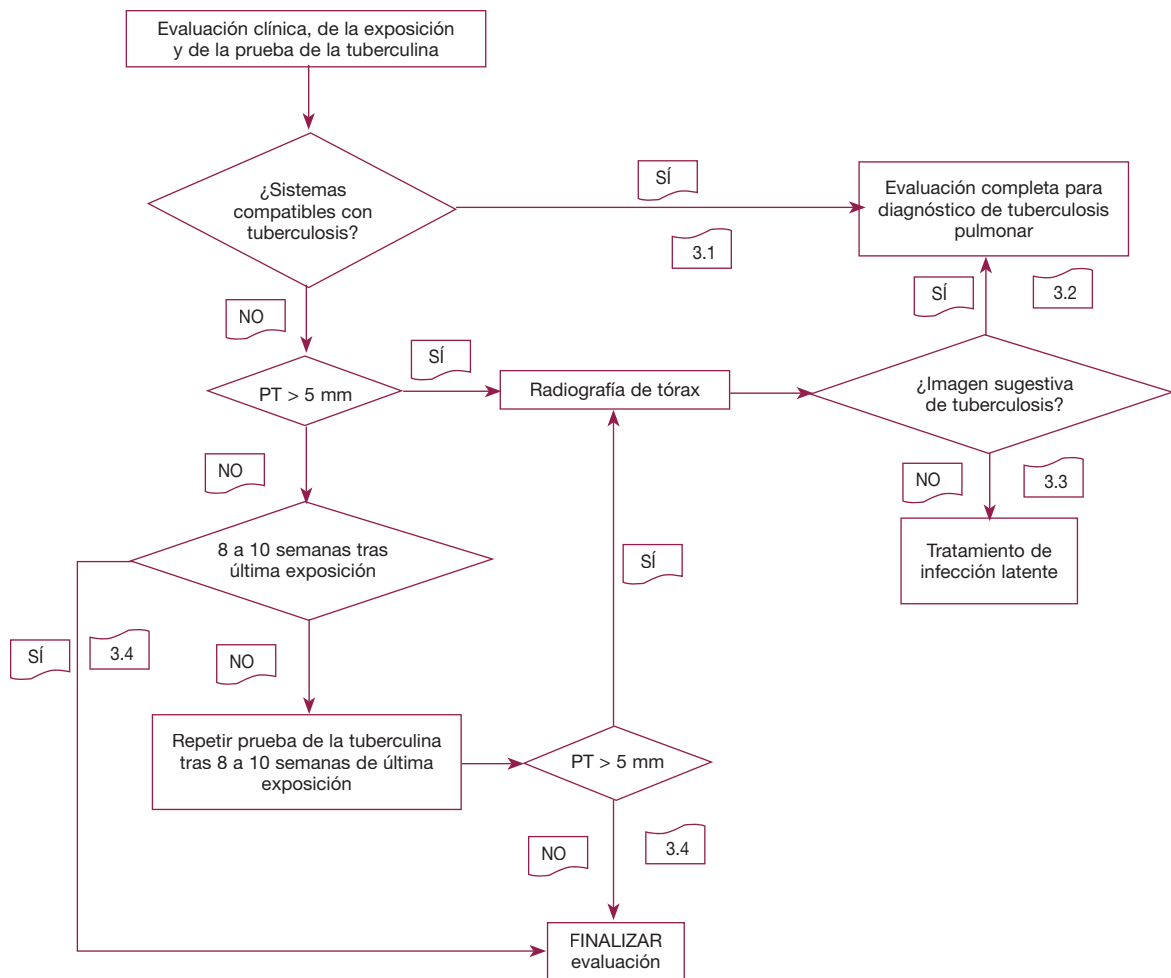 Evaluación clínica, de la exposición
y de la prueba de la tuberculina
¿Sistemas
compatibles con
tuberculosis?
SÍ
3.1
Evaluación completa para
diagnóstico de tuberculosis
pulmonar
SÍ
3.2
NO
PT > 5 mm
SÍ
Radiografía de tórax
¿Imagen sugestiva
de tuberculosis?
NO
3.3
Tratamiento de
infección latente
NO
8 a 10 semanas tras
última exposición
SÍ
SÍ
3.4
NO
Repetir prueba de la tuberculina
tras 8 a 10 semanas de última
exposición
PT > 5 mm
NO
3.4
FINALIZAR
evaluación